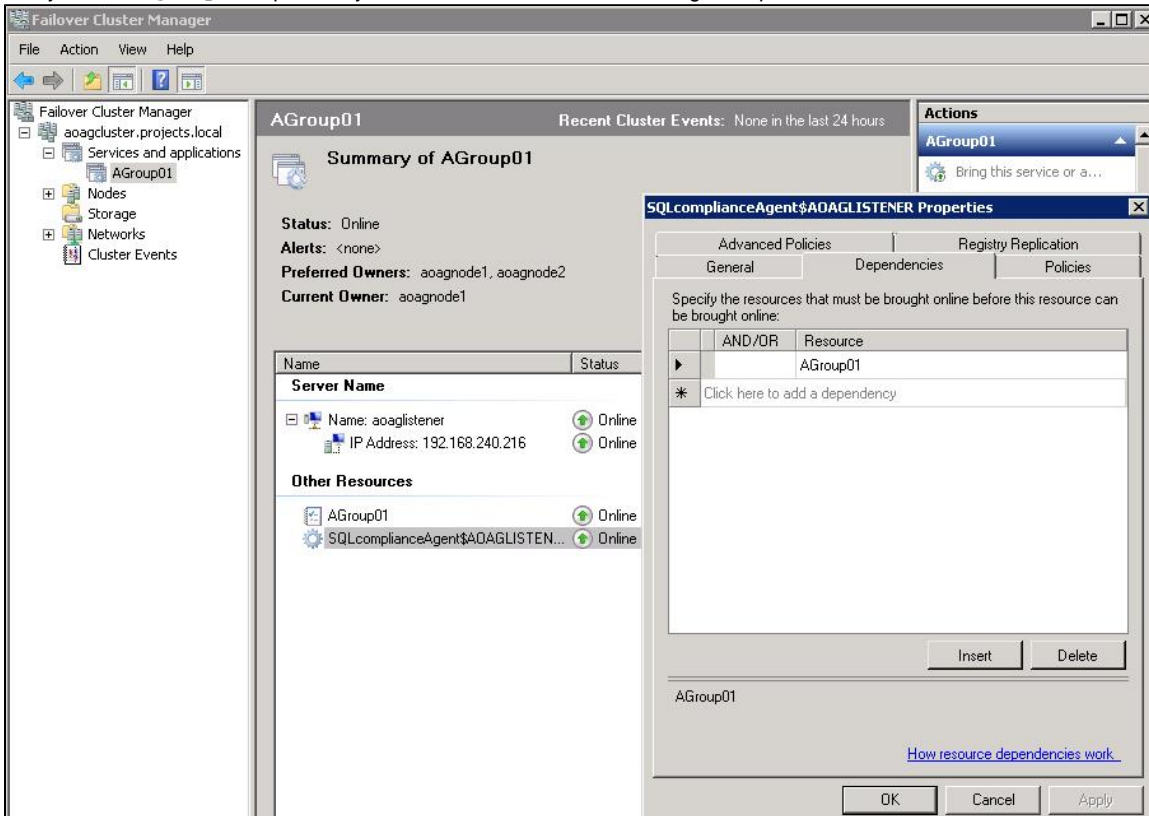 Failover Cluster Manager
File Action View Help
Failover Cluster Manager
aoagcluster.projects.local
Services and applications
AGroup01
Nodes
Storage
Networks
Cluster Events
AGroup01
Recent Cluster Events: None in the last 24 hours
Summary of AGroup01
Status: Online
Alerts: <none>
Preferred Owners: aoagnode1, aoagnode2
Current Owner: aoagnode1
Name Status
Server Name
Name: aoaglistener Online
IP Address: 192.168.240.216 Online
Other Resources
AGroup01 Online
SQLcomplianceAgent$AOAGLISTEN... Online
Actions
AGroup01
Bring this service or a...
SQLcomplianceAgent$AOAGLISTENER Properties
Advanced Policies Registry Replication
General Dependencies Policies
Specify the resources that must be brought online before this resource can
be brought online:
AND/OR Resource
AGroup01
Click here to add a dependency
Insert Delete
AGroup01
How resource dependencies work
OK Cancel Apply